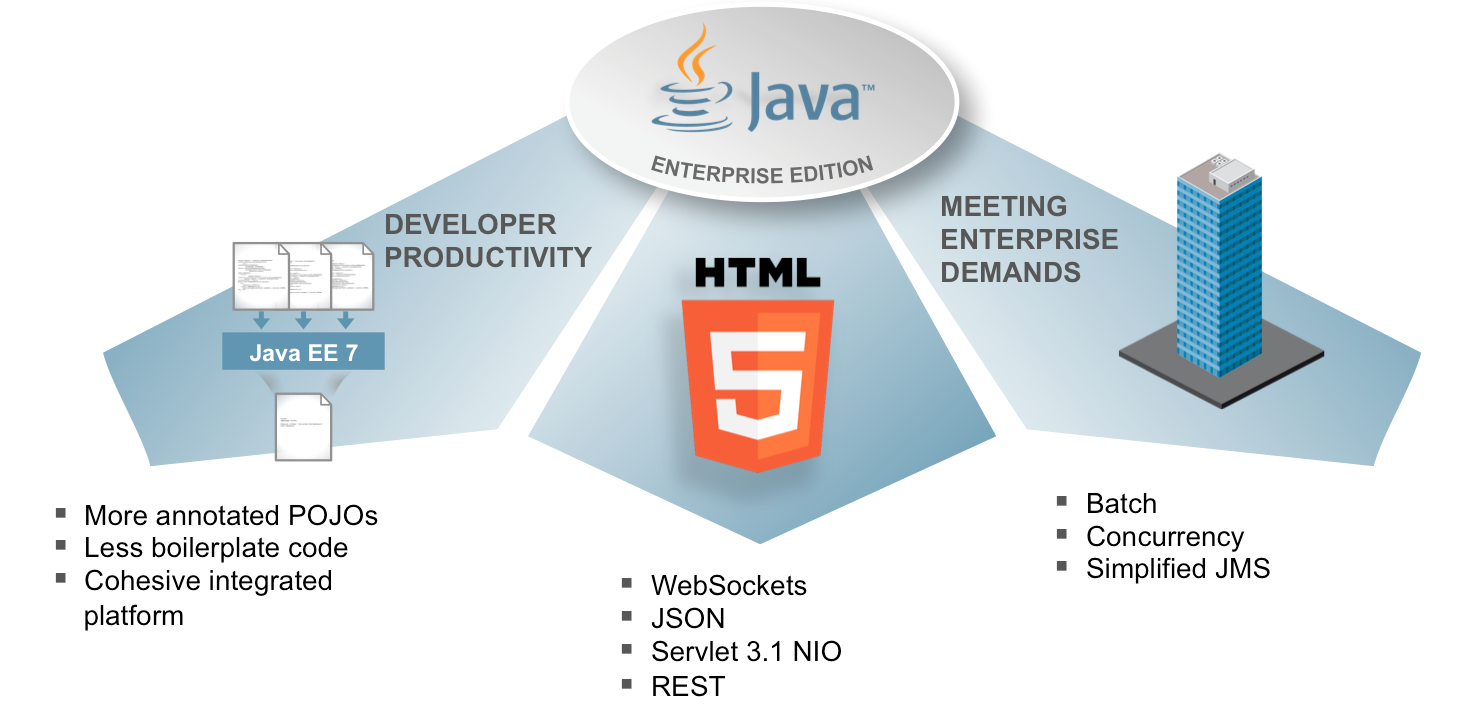 Java™
ENTERPRISE EDITION
DEVELOPER
PRODUCTIVITY
Java EE 7
▪ More annotated POJOs
▪ Less boilerplate code
▪ Cohesive integrated
platform
HTML
5
▪ WebSockets
▪ JSON
▪ Servlet 3.1 NIO
▪ REST
MEETING
ENTERPRISE
DEMANDS
▪ Batch
▪ Concurrency
▪ Simplified JMS